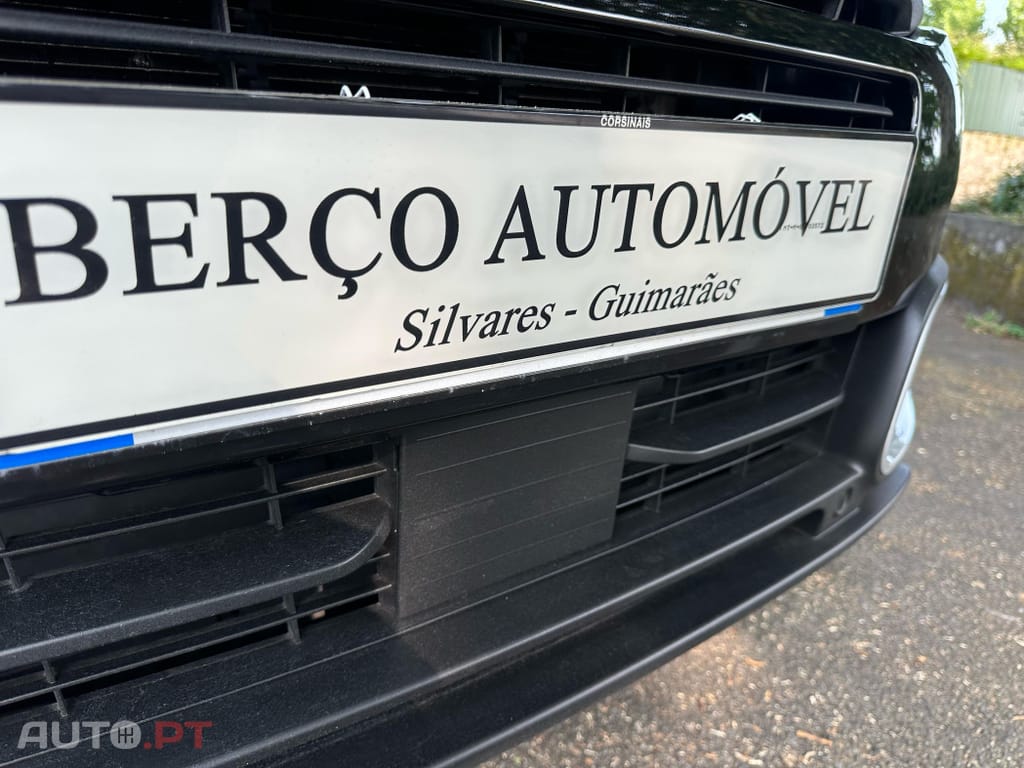 CORSINAIS
BERÇO AUTOMÓVEL
Silvares - Guimarães
AUTO.PT